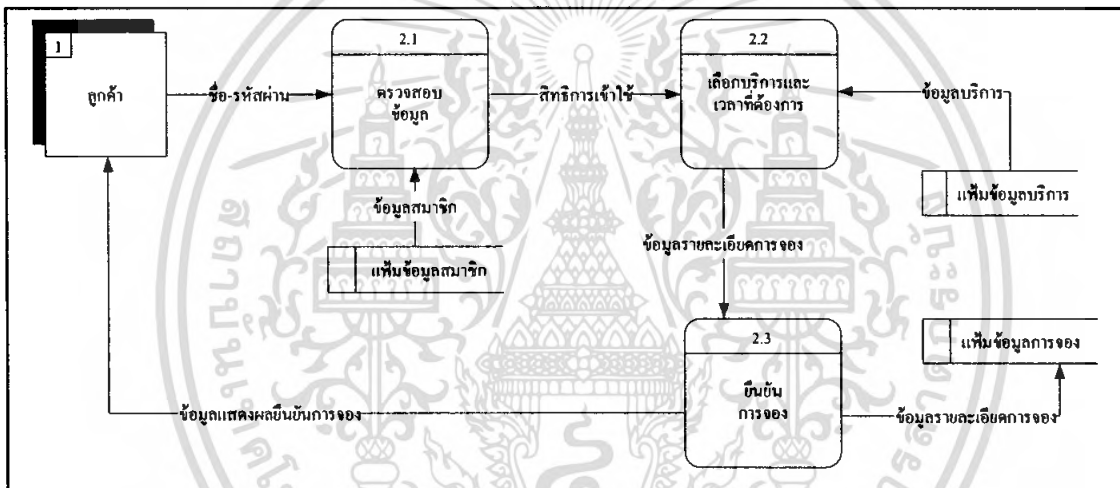 1
ลูกค้า
ชื่อ-รหัสผ่าน
2.1
ตรวจสอบ
ข้อมูล
สิทธิการเข้าใช้
2.2
เลือกบริการและ
เวลาที่ต้องการ
ข้อมูลบริการ
แฟ้มข้อมูลบริการ
ข้อมูลสมาชิก
แฟ้มข้อมูลสมาชิก
ข้อมูลรายละเอียดการจอง
2.3
ยืนยัน
การจอง
แฟ้มข้อมูลการจอง
ข้อมูลรายละเอียดการจอง
ข้อมูลแสดงผลยืนยันการจอง